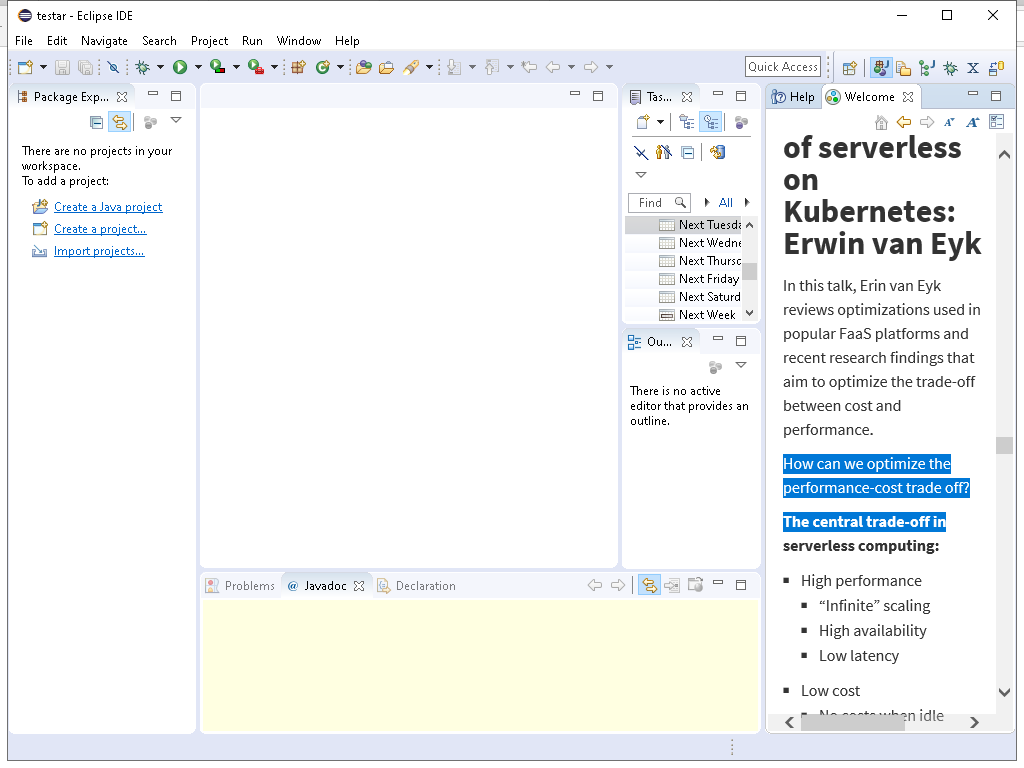 testar - Eclipse IDE
File Edit Navigate Search Project Run Window Help
Quick Access
Package Exp...
There are no projects in your
workspace.
To add a project:
Create a Java project
Create a project...
Import projects...
Tas...
Find
All
Next Tuesda
Next Wedne
Next Thursd
Next Friday
Next Saturd
Next Week
Ou...
There is no active
editor that provides an
outline.
Problems @ Javadoc Declaration
Help Welcome
of serverless
on
Kubernetes:
Erwin van Eyk
In this talk, Erin van Eyk
reviews optimizations used in
popular FaaS platforms and
recent research findings that
aim to optimize the trade-off
between cost and
performance.
How can we optimize the
performance-cost trade off?
The central trade-off in
serverless computing:
▪ High performance
▪ “Infinite” scaling
▪ High availability
▪ Low latency
▪ Low cost
▪ No costs when idle